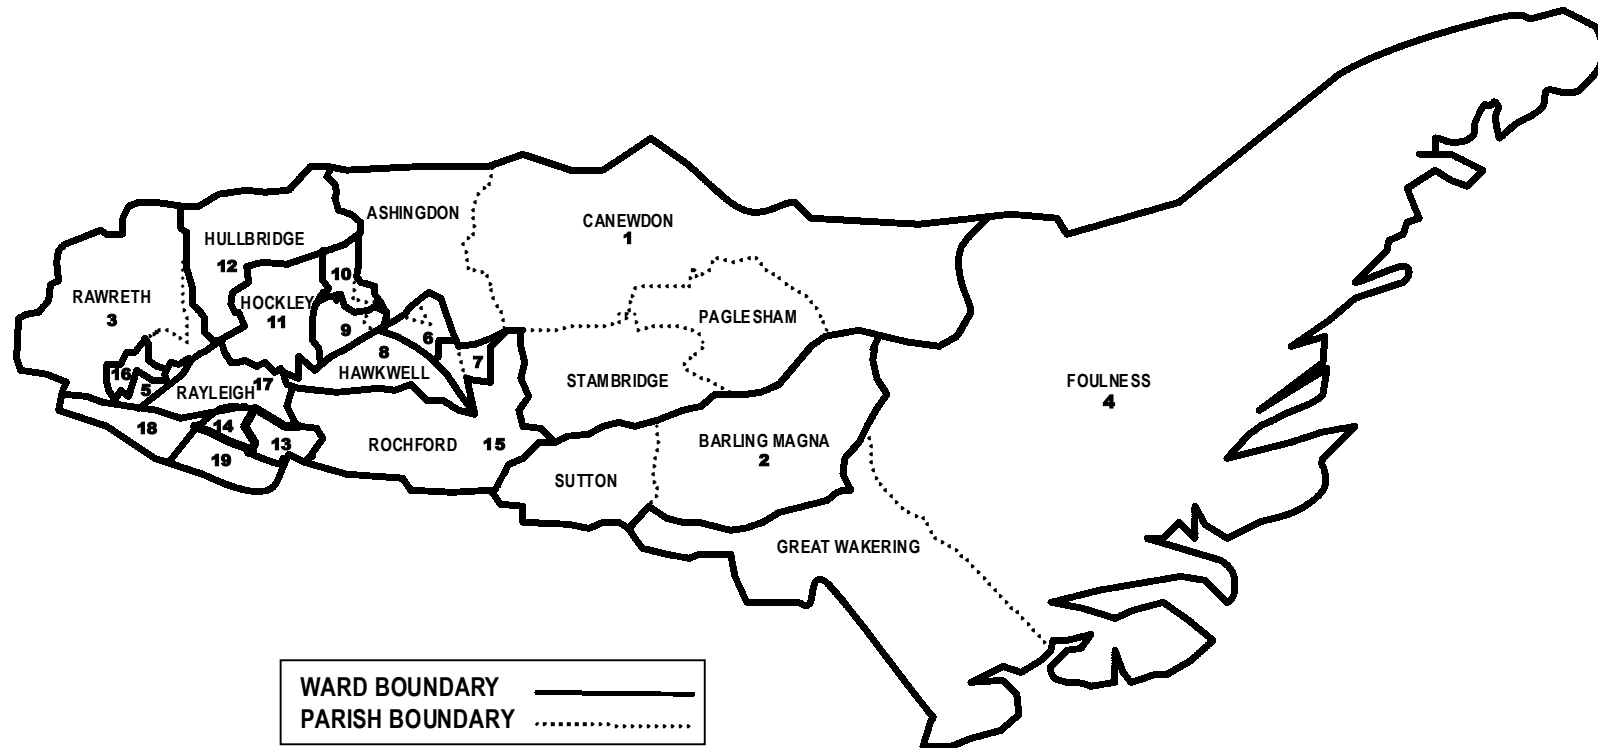 ASHINGDON
CANEWDON
1
HULLBRIDGE
12
10
RAWRETH
3
HOCKLEY
11
9
6
PAGLESHAM
8
7
HAWKWELL
16
5
RAYLEIGH 17
STAMBRIDGE
FOULNESS
4
18
14
13
19
ROCHFORD 15
BARLING MAGNA
2
SUTTON
GREAT WAKERING
WARD BOUNDARY
PARISH BOUNDARY